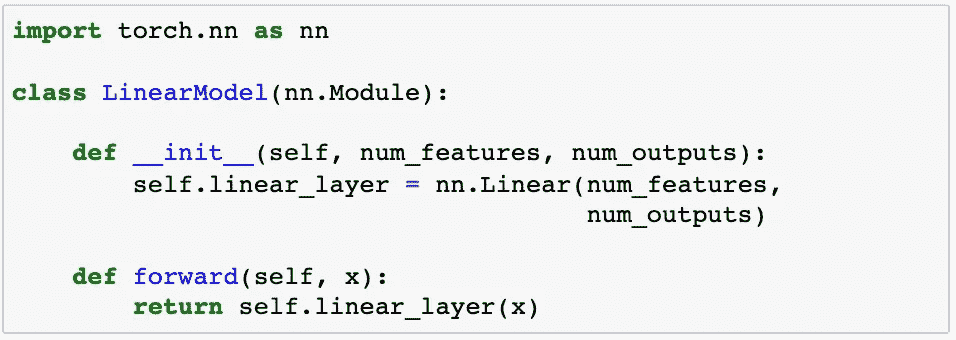 import torch.nn as nn
class LinearModel(nn.Module):
    def __init__(self, num_features, num_outputs):
        self.linear_layer = nn.Linear(num_features,
                                      num_outputs)
    def forward(self, x):
        return self.linear_layer(x)